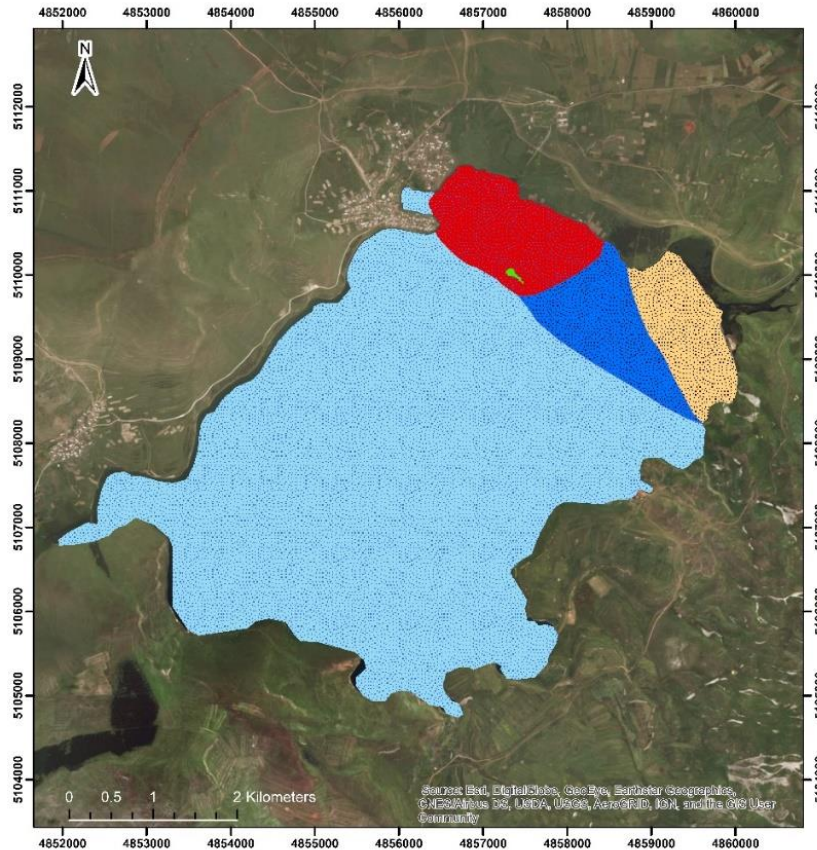 4852000 4853000 4854000 4855000 4856000 4857000 4858000 4859000 4860000
N
5112000
5111000
5110000
5109000
5108000
5107000
5106000
5105000
5104000
0 0.5 1 2 Kilometers
Source: Esri, DigitalGlobe, GeoEye, Earthstar Geographics,
CNES/Airbus DS, USDA, USGS, AeroGRID, IGN, and the GIS User
Community
4852000 4853000 4854000 4855000 4856000 4857000 4858000 4859000 4860000